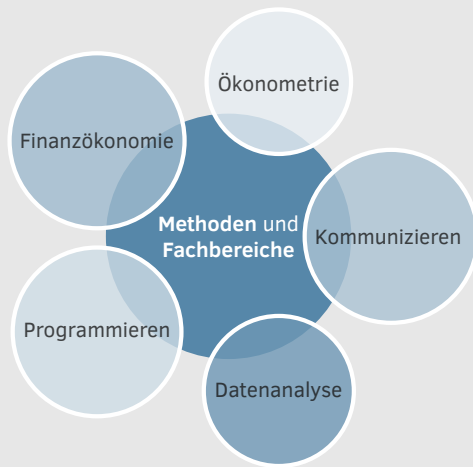 Ökonometrie
Finanzökonomie
Methoden und
Fachbereiche
Kommunizieren
Programmieren
Datenanalyse